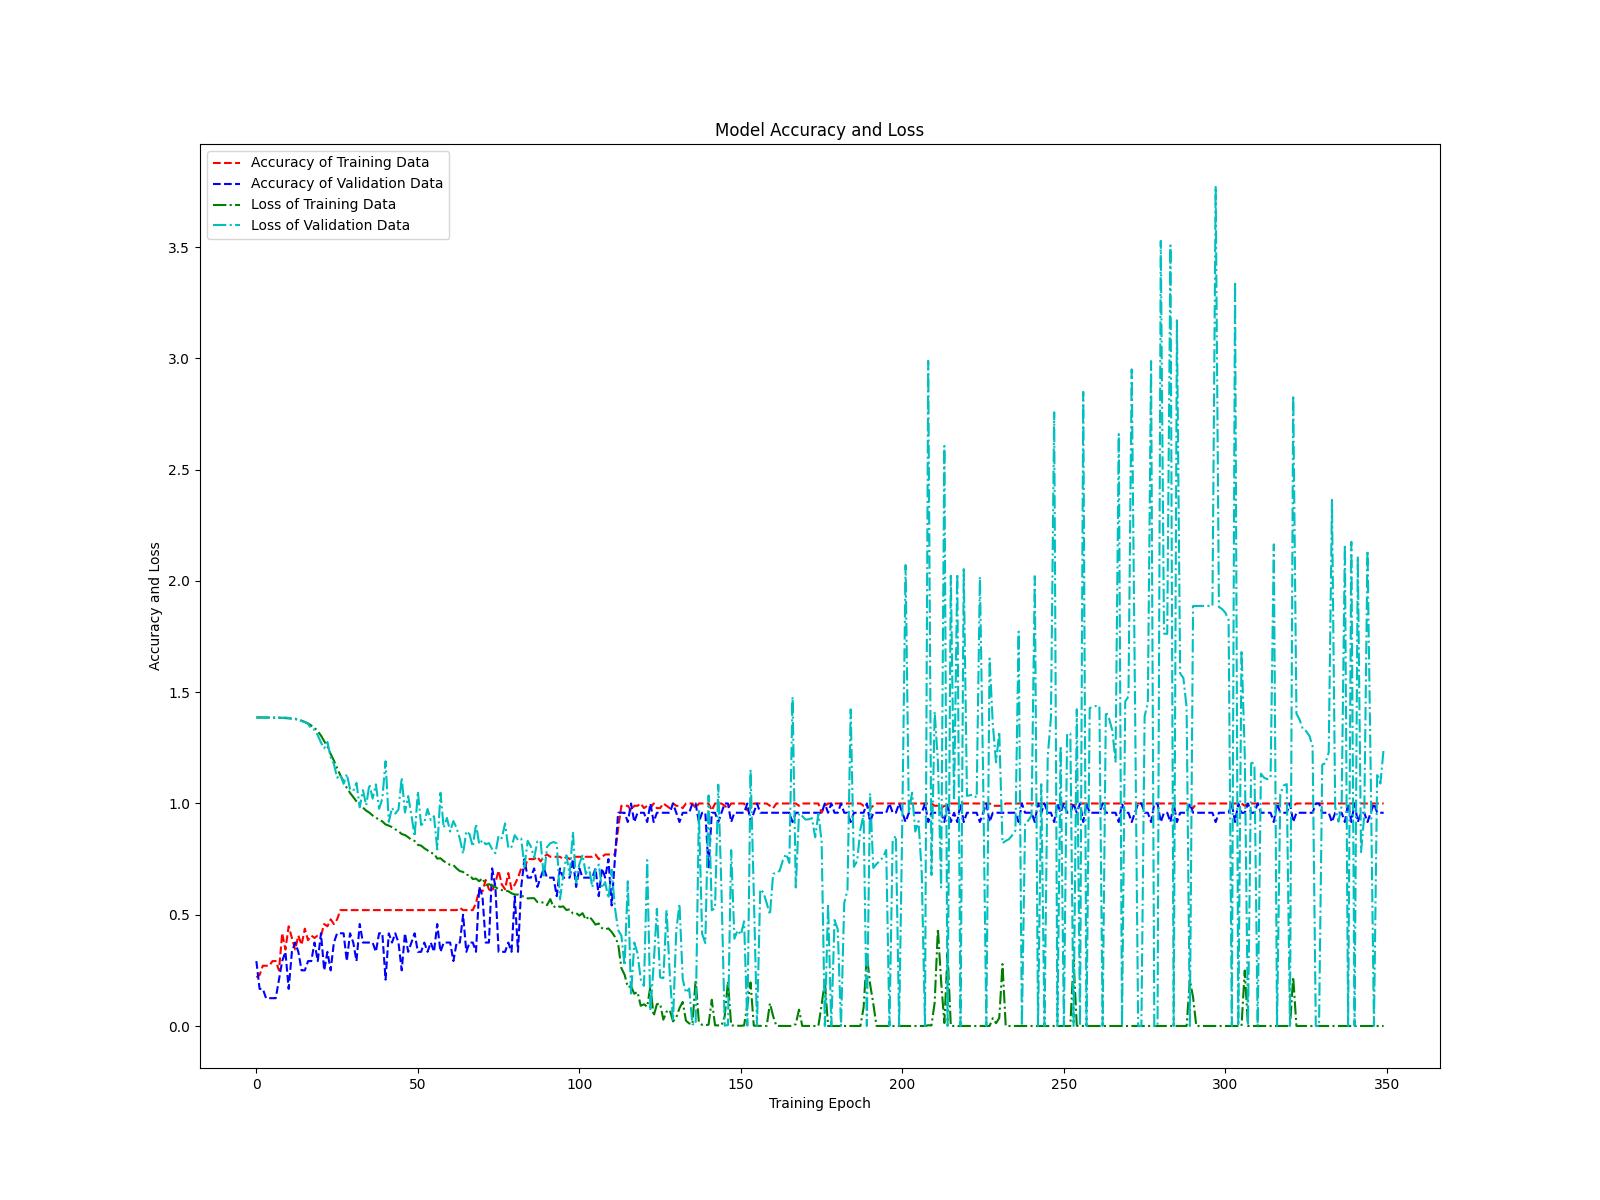 Model Accuracy and Loss
Accuracy of Training Data
Accuracy of Validation Data
Loss of Training Data
Loss of Validation Data
3.5
3.0
2.5
2.0
1.5
1.0
0.5
0.0
Accuracy and Loss
0 50 100 150 200 250 300 350
Training Epoch